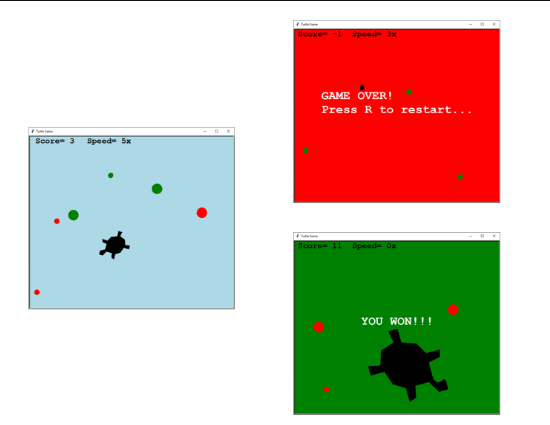 Turtle Game
Score= 3  Speed= 5x
Turtle Game
Score= -1  Speed= 3x
GAME OVER!
Press R to restart...
Turtle Game
Score= 11  Speed= 0x
YOU WON!!!